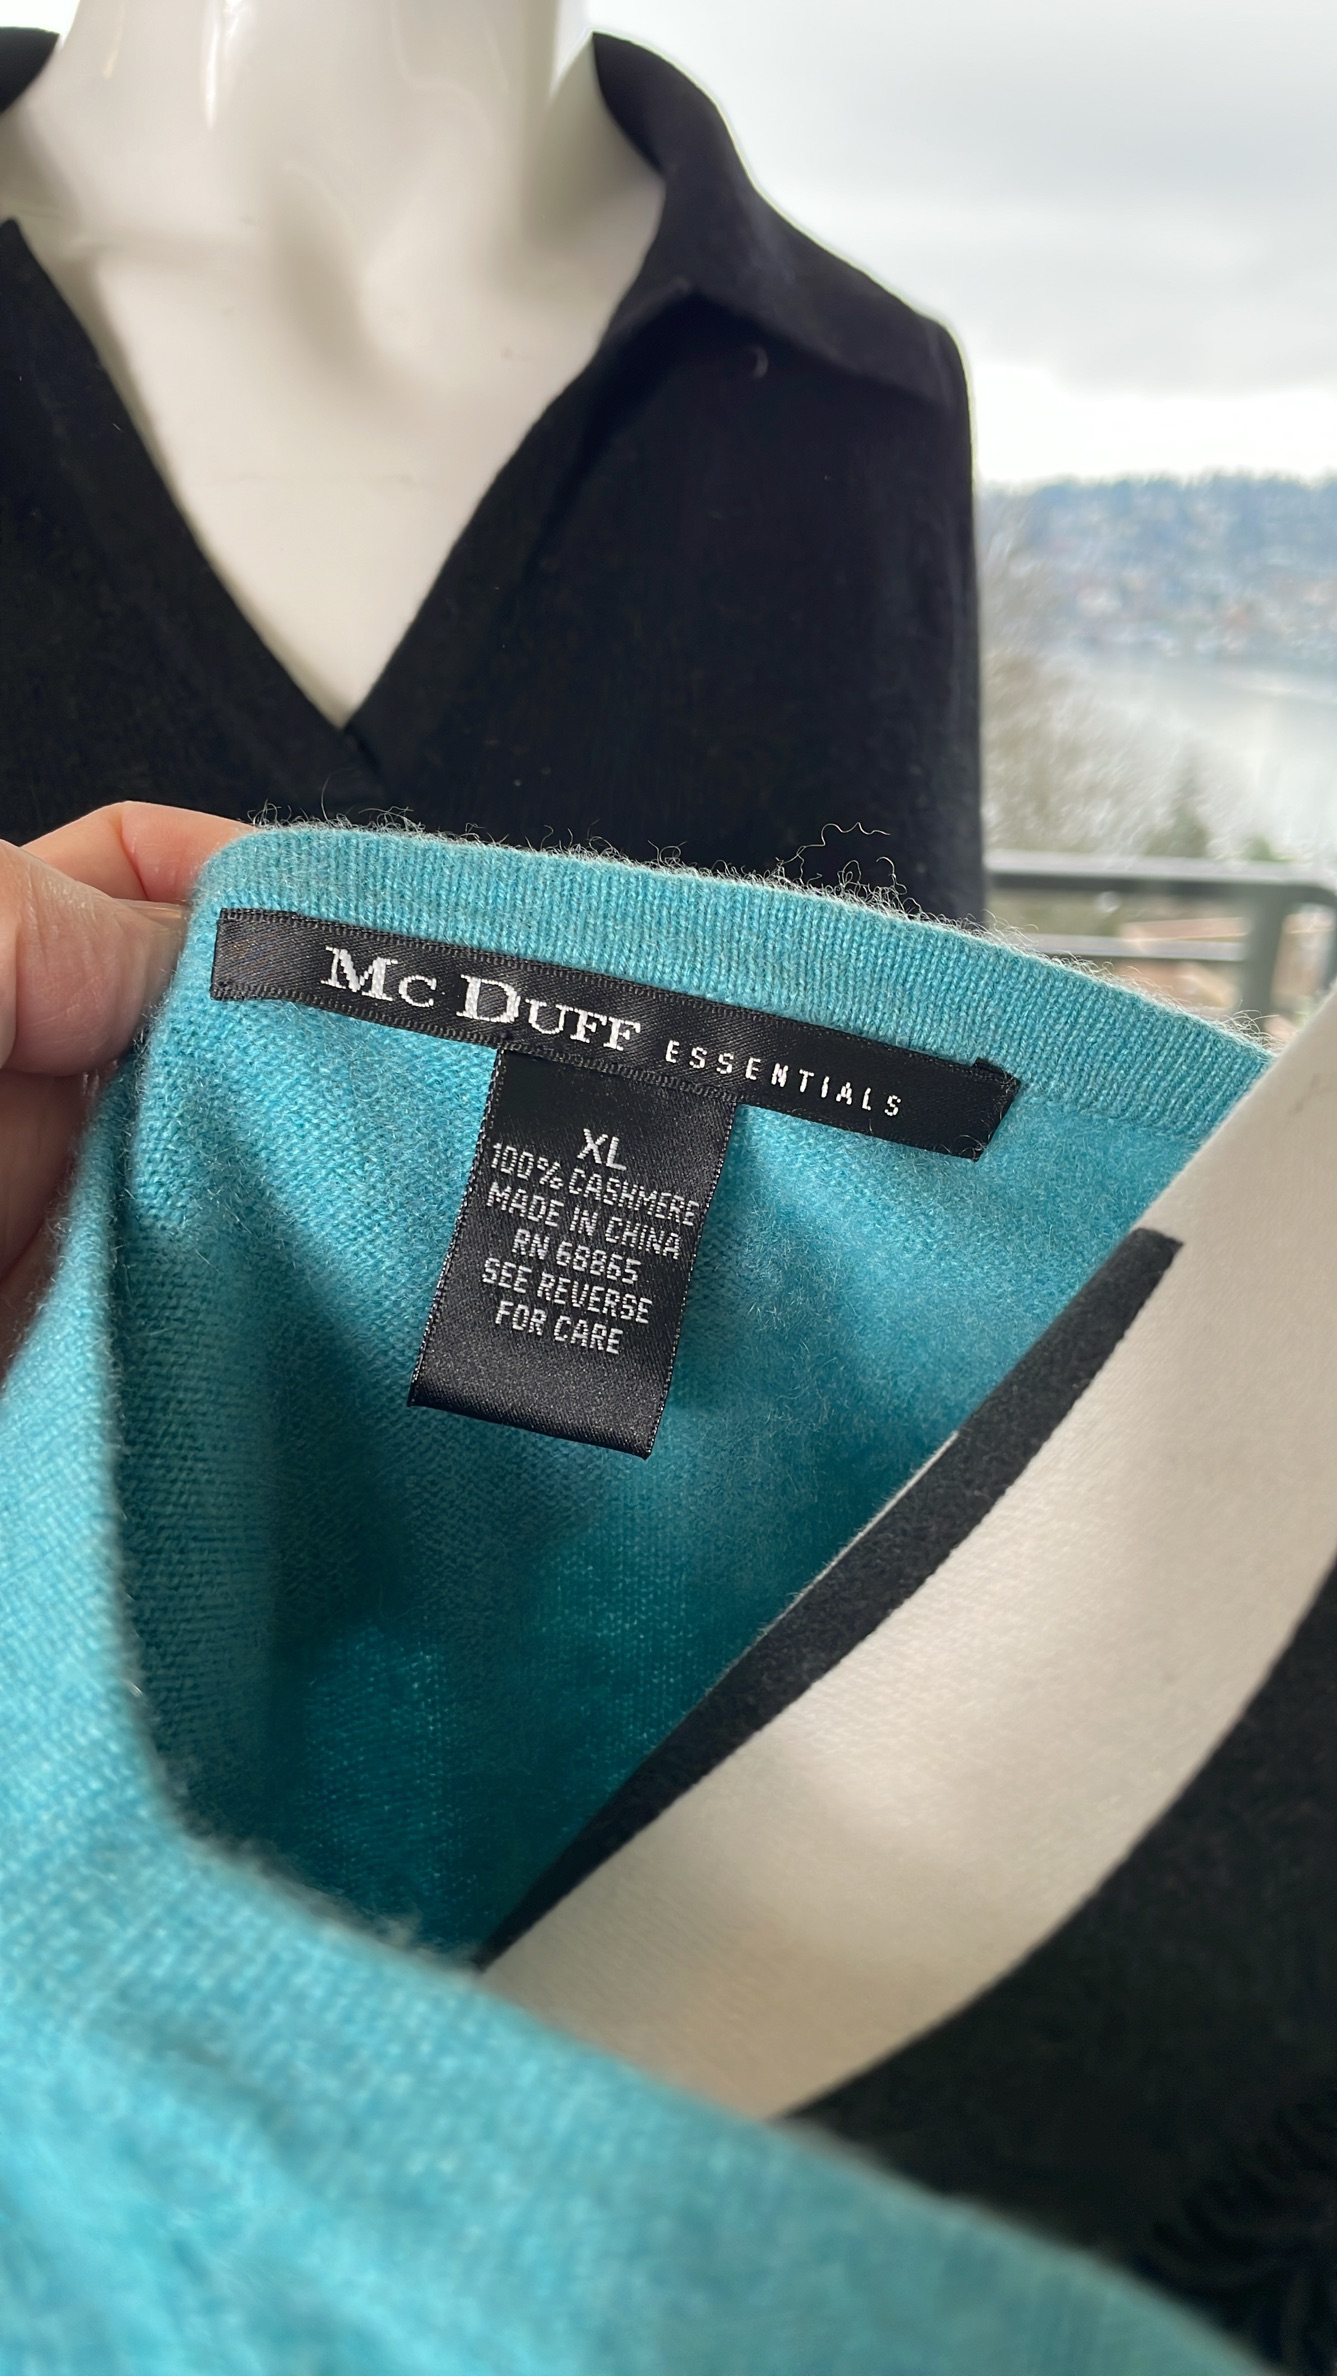 Mc Duff ESSENTIALS
XL
100% CASHMERE
MADE IN CHINA
RN 68865
SEE REVERSE
FOR CARE